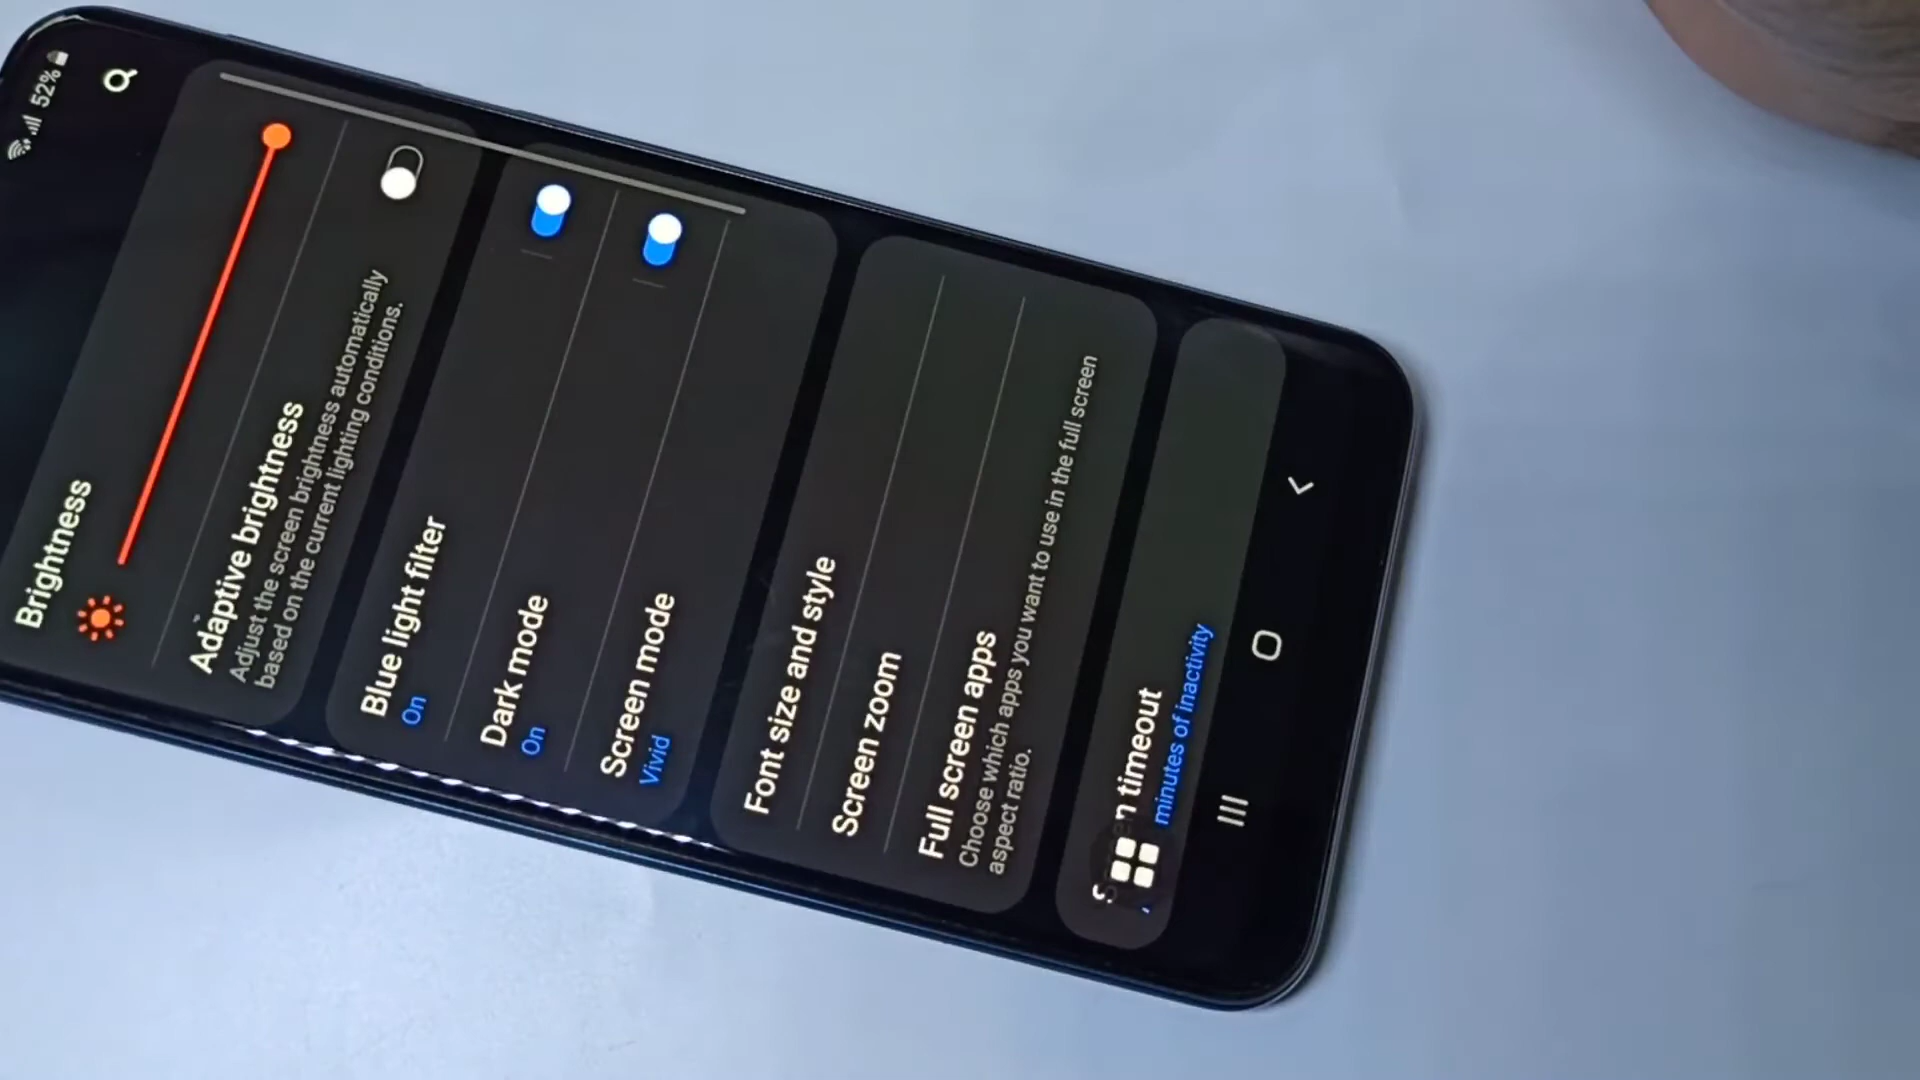 52%
Brightness
Adaptive brightness
Adjust the screen brightness automatically
based on the current lighting conditions.
Blue light filter
On
Dark mode
On
Screen mode
Vivid
Font size and style
Screen zoom
Full screen apps
Choose which apps you want to use in the full screen
aspect ratio.
timeout
minutes of inactivity